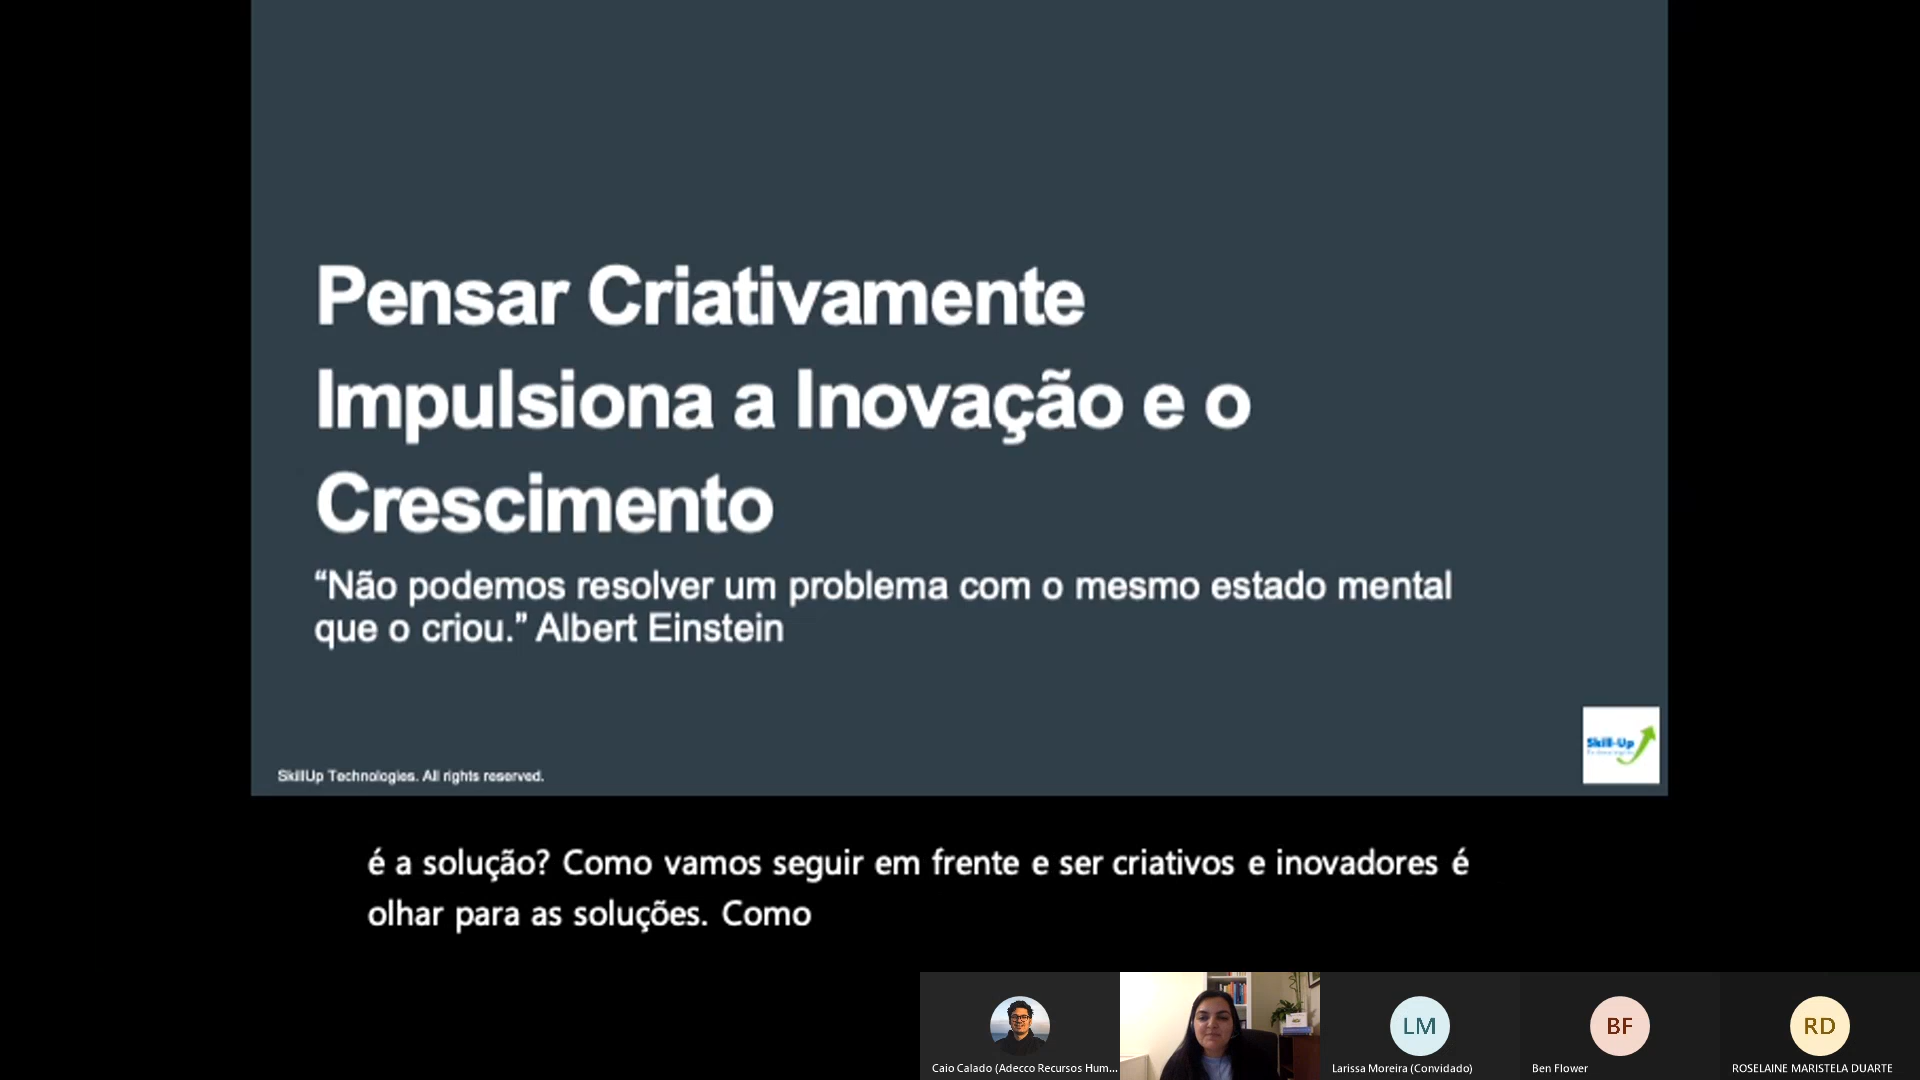 Pensar Criativamente
Impulsiona a Inovação e o
Crescimento
“Não podemos resolver um problema com o mesmo estado mental
que o criou.” Albert Einstein
Skill-Up
SkillUp Technologies. All rights reserved.
é a solução? Como vamos seguir em frente e ser criativos e inovadores é
olhar para as soluções. Como
LM
BF
RD
Caio Calado (Adecco Recursos Hum...
Larissa Moreira (Convidado)
Ben Flower
ROSELAINE MARISTELA DUARTE